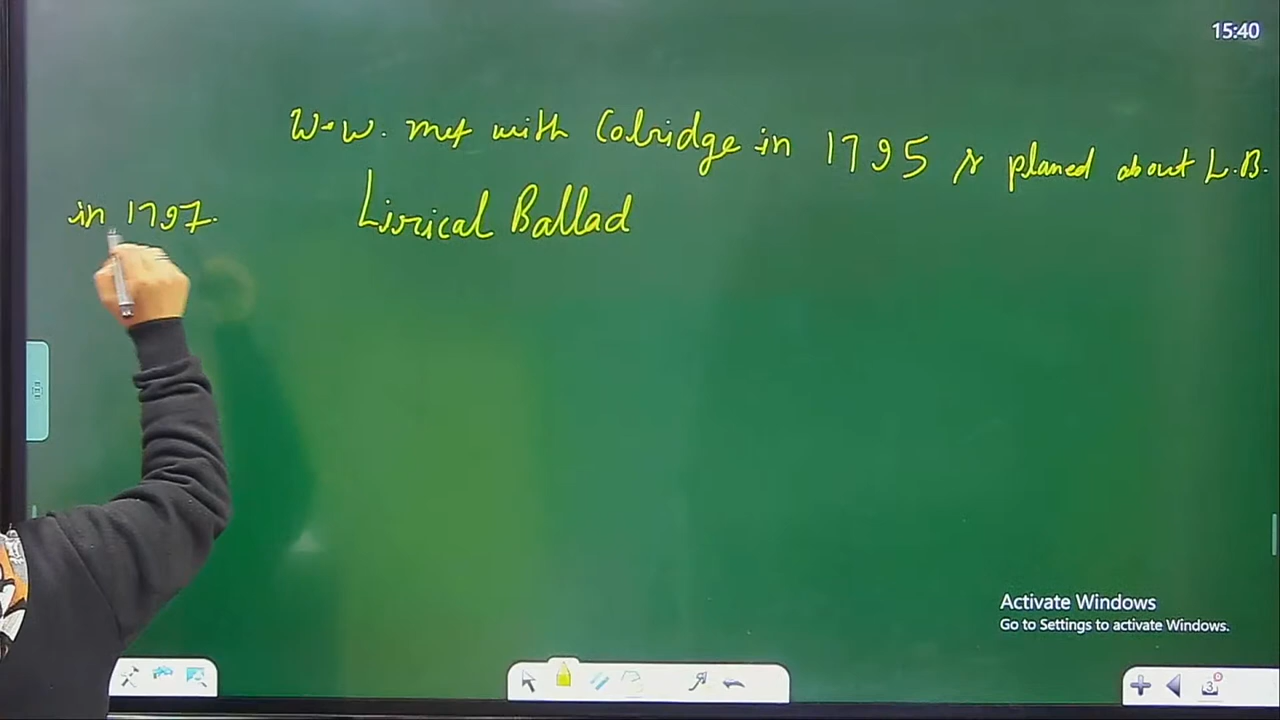 15:40
W.W. met with Colridge in 1795 & planed about L.B.
in 1797. Lirical Ballad
Activate Windows
Go to Settings to activate Windows.
3